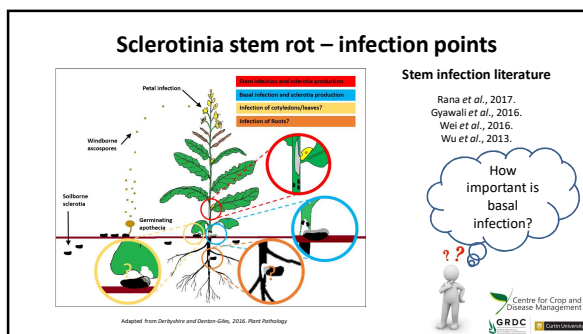 Sclerotinia stem rot – infection points
Petal infection
Windborne
ascospores
Soilborne
sclerotia
Germinating
apothecia
Stem infection and sclerotia production
Basal infection and sclerotia production
Infection of cotyledons/leaves?
Infection of Roots?
?
?
Adapted from Derbyshire and Denton-Giles, 2016. Plant Pathology
Stem infection literature
Rana et al., 2017.
Gyawali et al., 2016.
Wei et al., 2016.
Wu et al., 2013.
How
important is
basal
infection?
? ?
Centre for Crop and
Disease Management
GRDC
Curtin University